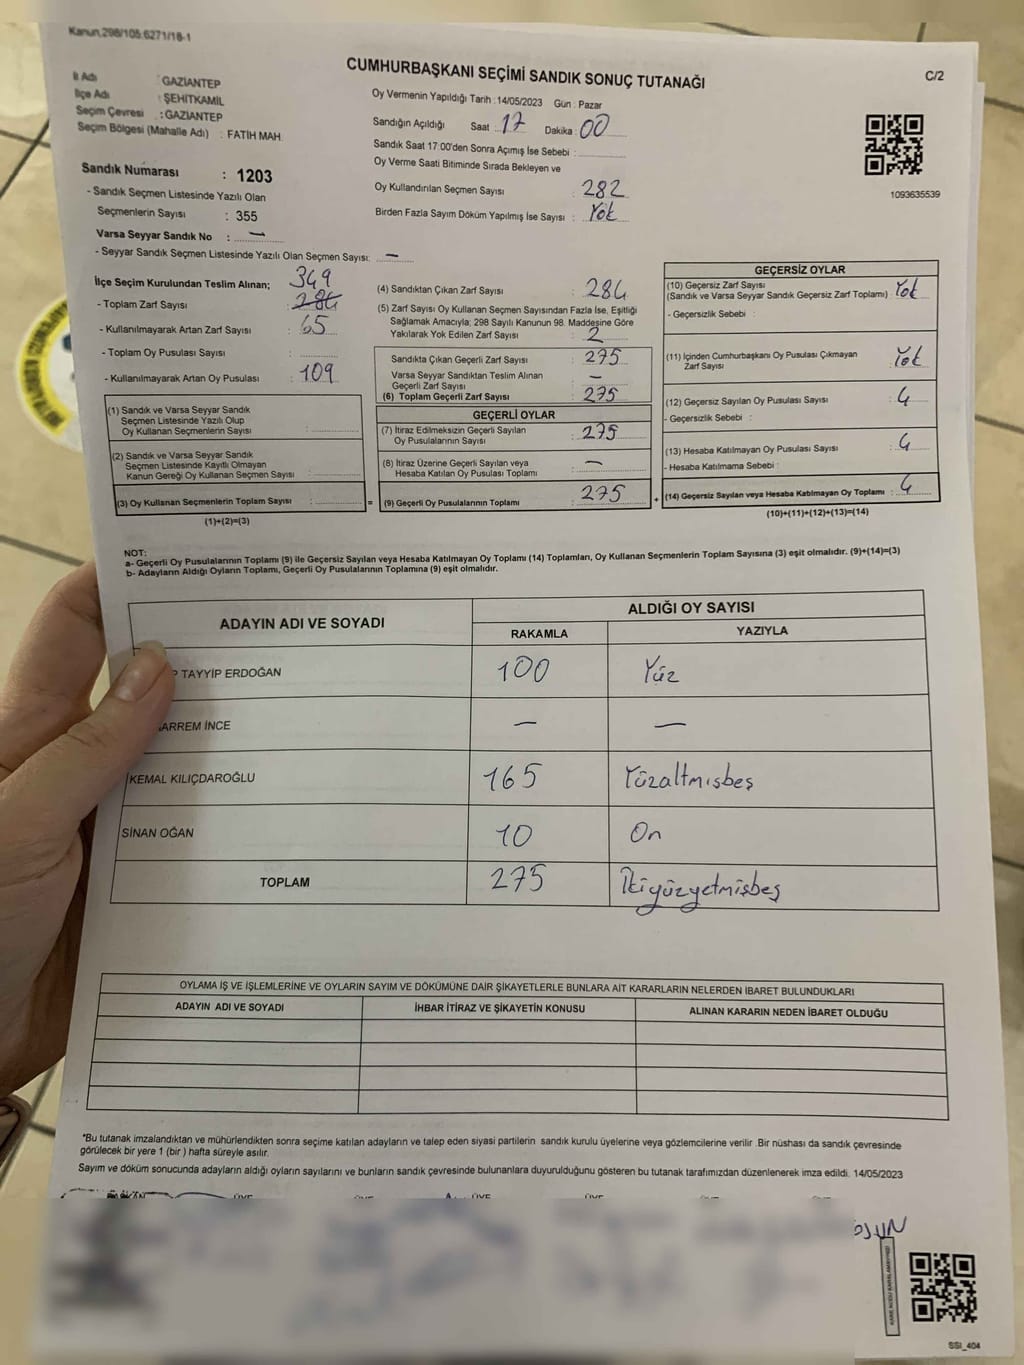 Kanun,298/105.6271/18-1
CUMHURBAŞKANI SEÇİMİ SANDIK SONUÇ TUTANAĞI
C/2
İl Adı : GAZİANTEP
İlçe Adı : ŞEHİTKAMİL
Seçim Çevresi : GAZİANTEP
Seçim Bölgesi (Mahalle Adı) : FATİH MAH.
Sandık Numarası : 1203
- Sandık Seçmen Listesinde Yazılı Olan
Seçmenlerin Sayısı : 355
Varsa Seyyar Sandık No : —
- Seyyar Sandık Seçmen Listesinde Yazılı Olan Seçmen Sayısı: —
Oy Vermenin Yapıldığı Tarih :14/05/2023 Gün : Pazar
Sandığın Açıldığı Saat : 17 Dakika : 00
Sandık Saat 17:00'den Sonra Açımış İse Sebebi :
Oy Verme Saati Bitiminde Sırada Bekleyen ve
Oy Kullandırılan Seçmen Sayısı : 282
Birden Fazla Sayım Döküm Yapılmış İse Sayısı : Yok
1093635539
İlçe Seçim Kurulundan Teslim Alınan; 349
- Toplam Zarf Sayısı : 284
- Kullanılmayarak Artan Zarf Sayısı : 65
- Toplam Oy Pusulası Sayısı :
- Kullanılmayarak Artan Oy Pusulası : 109
(1) Sandık ve Varsa Seyyar Sandık
Seçmen Listesinde Yazılı Olup
Oy Kullanan Seçmenlerin Sayısı :
(2) Sandık ve Varsa Seyyar Sandık
Seçmen Listesinde Kayıtlı Olmayan
Kanun Gereği Oy Kullanan Seçmen Sayısı :
(3) Oy Kullanan Seçmenlerin Toplam Sayısı :
(1)+(2)=(3)
(4) Sandıktan Çıkan Zarf Sayısı : 284
(5) Zarf Sayısı Oy Kullanan Seçmen Sayısından Fazla İse, Eşitliği
Sağlamak Amacıyla; 298 Sayılı Kanunun 98. Maddesine Göre
Yakılarak Yok Edilen Zarf Sayısı : 2
Sandıkta Çıkan Geçerli Zarf Sayısı : 275
Varsa Seyyar Sandıktan Teslim Alınan
Geçerli Zarf Sayısı : —
(6) Toplam Geçerli Zarf Sayısı : 275
GEÇERLİ OYLAR
(7) İtiraz Edilmeksizin Geçerli Sayılan
Oy Pusulalarının Sayısı : 275
(8) İtiraz Üzerine Geçerli Sayılan veya
Hesaba Katılan Oy Pusulası Toplamı : —
= (9) Geçerli Oy Pusulalarının Toplamı : 275
GEÇERSİZ OYLAR
(10) Geçersiz Zarf Sayısı
(Sandık ve Varsa Seyyar Sandık Geçersiz Zarf Toplamı) : Yok
- Geçersizlik Sebebi :
(11) İçinden Cumhurbaşkanı Oy Pusulası Çıkmayan
Zarf Sayısı : Yok
(12) Geçersiz Sayılan Oy Pusulası Sayısı : 4
- Geçersizlik Sebebi :
(13) Hesaba Katılmayan Oy Pusulası Sayısı : 4
- Hesaba Katılmama Sebebi :
+ (14) Geçersiz Sayılan veya Hesaba Katılmayan Oy Toplamı : 4
(10)+(11)+(12)+(13)=(14)
NOT:
a- Geçerli Oy Pusulalarının Toplamı (9) ile Geçersiz Sayılan veya Hesaba Katılmayan Oy Toplamı (14) Toplamları, Oy Kullanan Seçmenlerin Toplam Sayısına (3) eşit olmalıdır. (9)+(14)=(3)
b- Adayların Aldığı Oyların Toplamı, Geçerli Oy Pusulalarının Toplamına (9) eşit olmalıdır.
ADAYIN ADI VE SOYADI
ALDIĞI OY SAYISI
RAKAMLA YAZIYLA
P TAYYİP ERDOĞAN 100 Yüz
ARREM İNCE — —
KEMAL KILIÇDAROĞLU 165 Yüzaltmışbeş
SİNAN OĞAN 10 On
TOPLAM 275 İkiyüzyetmişbeş
OYLAMA İŞ VE İŞLEMLERİNE VE OYLARIN SAYIM VE DÖKÜMÜNE DAİR ŞİKAYETLERLE BUNLARA AİT KARARLARIN NELERDEN İBARET BULUNDUKLARI
ADAYIN ADI VE SOYADI İHBAR İTİRAZ VE ŞİKAYETİN KONUSU ALINAN KARARIN NEDEN İBARET OLDUĞU
*Bu tutanak imzalandıktan ve mühürlendikten sonra seçime katılan adayların ve talep eden siyasi partilerin sandık kurulu üyelerine veya gözlemcilerine verilir .Bir nüshası da sandık çevresinde
görülecek bir yere 1 (bir ) hafta süreyle asılır.
Sayım ve döküm sonucunda adayların aldığı oyların sayılarını ve bunların sandık çevresinde bulunanlara duyurulduğunu gösteren bu tutanak tarafımızdan düzenlenerek imza edildi. 14/05/2023
SSI_404